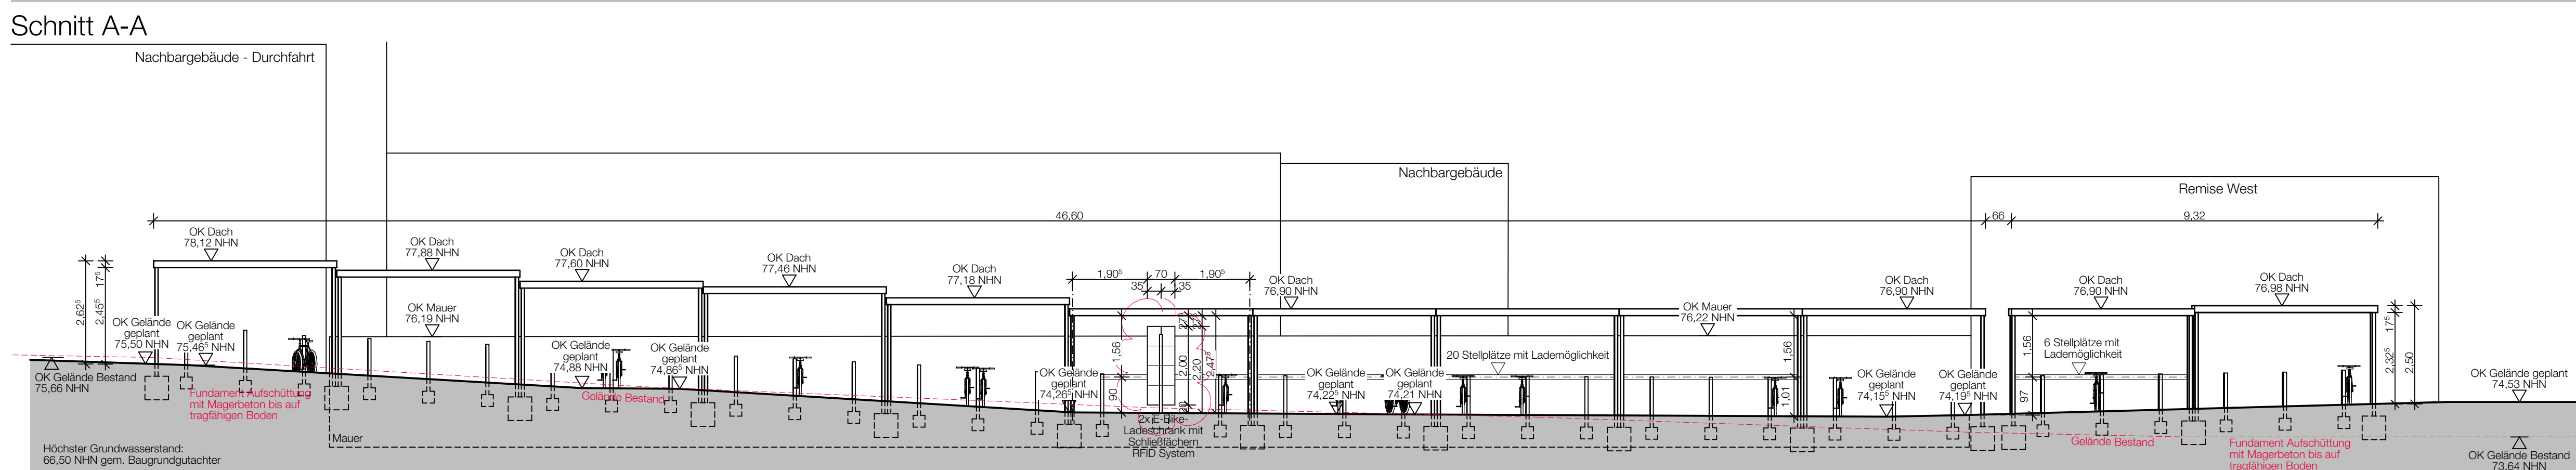 Schnitt A-A
Nachbargebäude - Durchfahrt
Nachbargebäude
Remise West
46,60
66
9,32
OK Dach
78,12 NHN
OK Dach
77,88 NHN
OK Dach
77,60 NHN
OK Dach
77,46 NHN
OK Dach
77,18 NHN
1,90⁵
70
1,90⁵
35
35
OK Dach
76,90 NHN
OK Dach
76,90 NHN
OK Dach
76,90 NHN
OK Dach
76,98 NHN
2,62⁵
2,45⁵
17⁵
OK Mauer
76,19 NHN
OK Mauer
76,22 NHN
OK Gelände
geplant
75,50 NHN
OK Gelände
geplant
75,46⁵ NHN
OK Gelände
geplant
74,88 NHN
OK Gelände
geplant
74,86⁵ NHN
OK Gelände
geplant
74,26⁵ NHN
1,56
90
2,00
2,20
2,47⁵
20
OK Gelände
geplant
74,22⁵ NHN
OK Gelände
geplant
74,21 NHN
20 Stellplätze mit Lademöglichkeit
1,56
1,01
OK Gelände
geplant
74,15⁵ NHN
OK Gelände
geplant
74,19⁵ NHN
1,56
97
6 Stellplätze mit
Lademöglichkeit
17⁵
2,32⁵
2,50
OK Gelände geplant
74,53 NHN
OK Gelände Bestand
75,66 NHN
Fundament Aufschüttung
mit Magerbeton bis auf
tragfähigen Boden
Gelände Bestand
Mauer
2x E-Bike-
Ladeschrank mit
Schließfächern
RFID System
Gelände Bestand
Fundament Aufschüttung
mit Magerbeton bis auf
tragfähigen Boden
OK Gelände Bestand
73,64 NHN
Höchster Grundwasserstand:
66,50 NHN gem. Baugrundgutachter